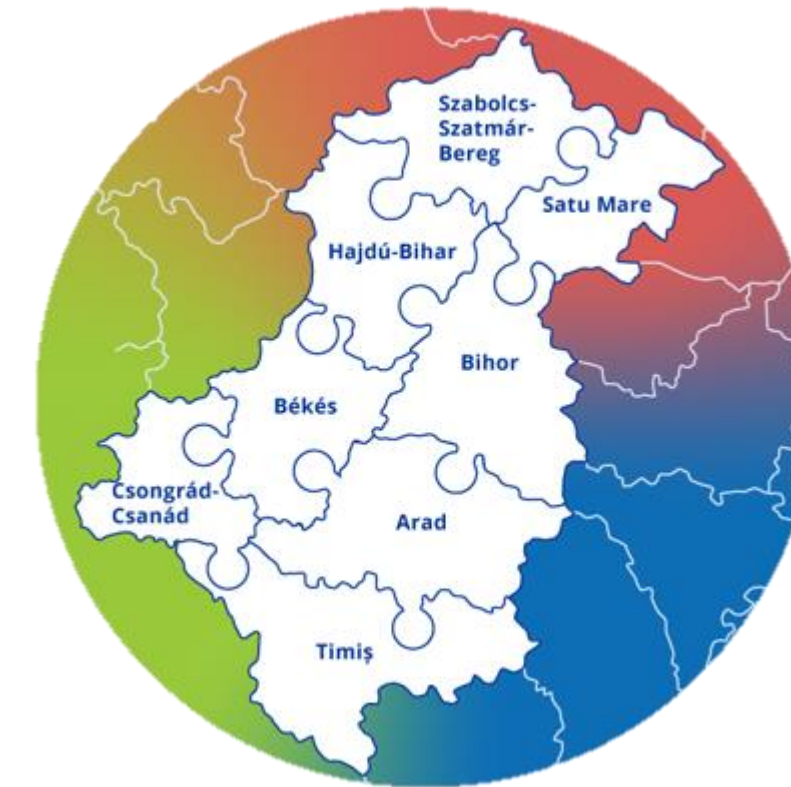 Szabolcs-
Szatmár-
Bereg
Satu Mare
Hajdú-Bihar
Bihor
Békés
Csongrád-
Csanád
Arad
Timiș